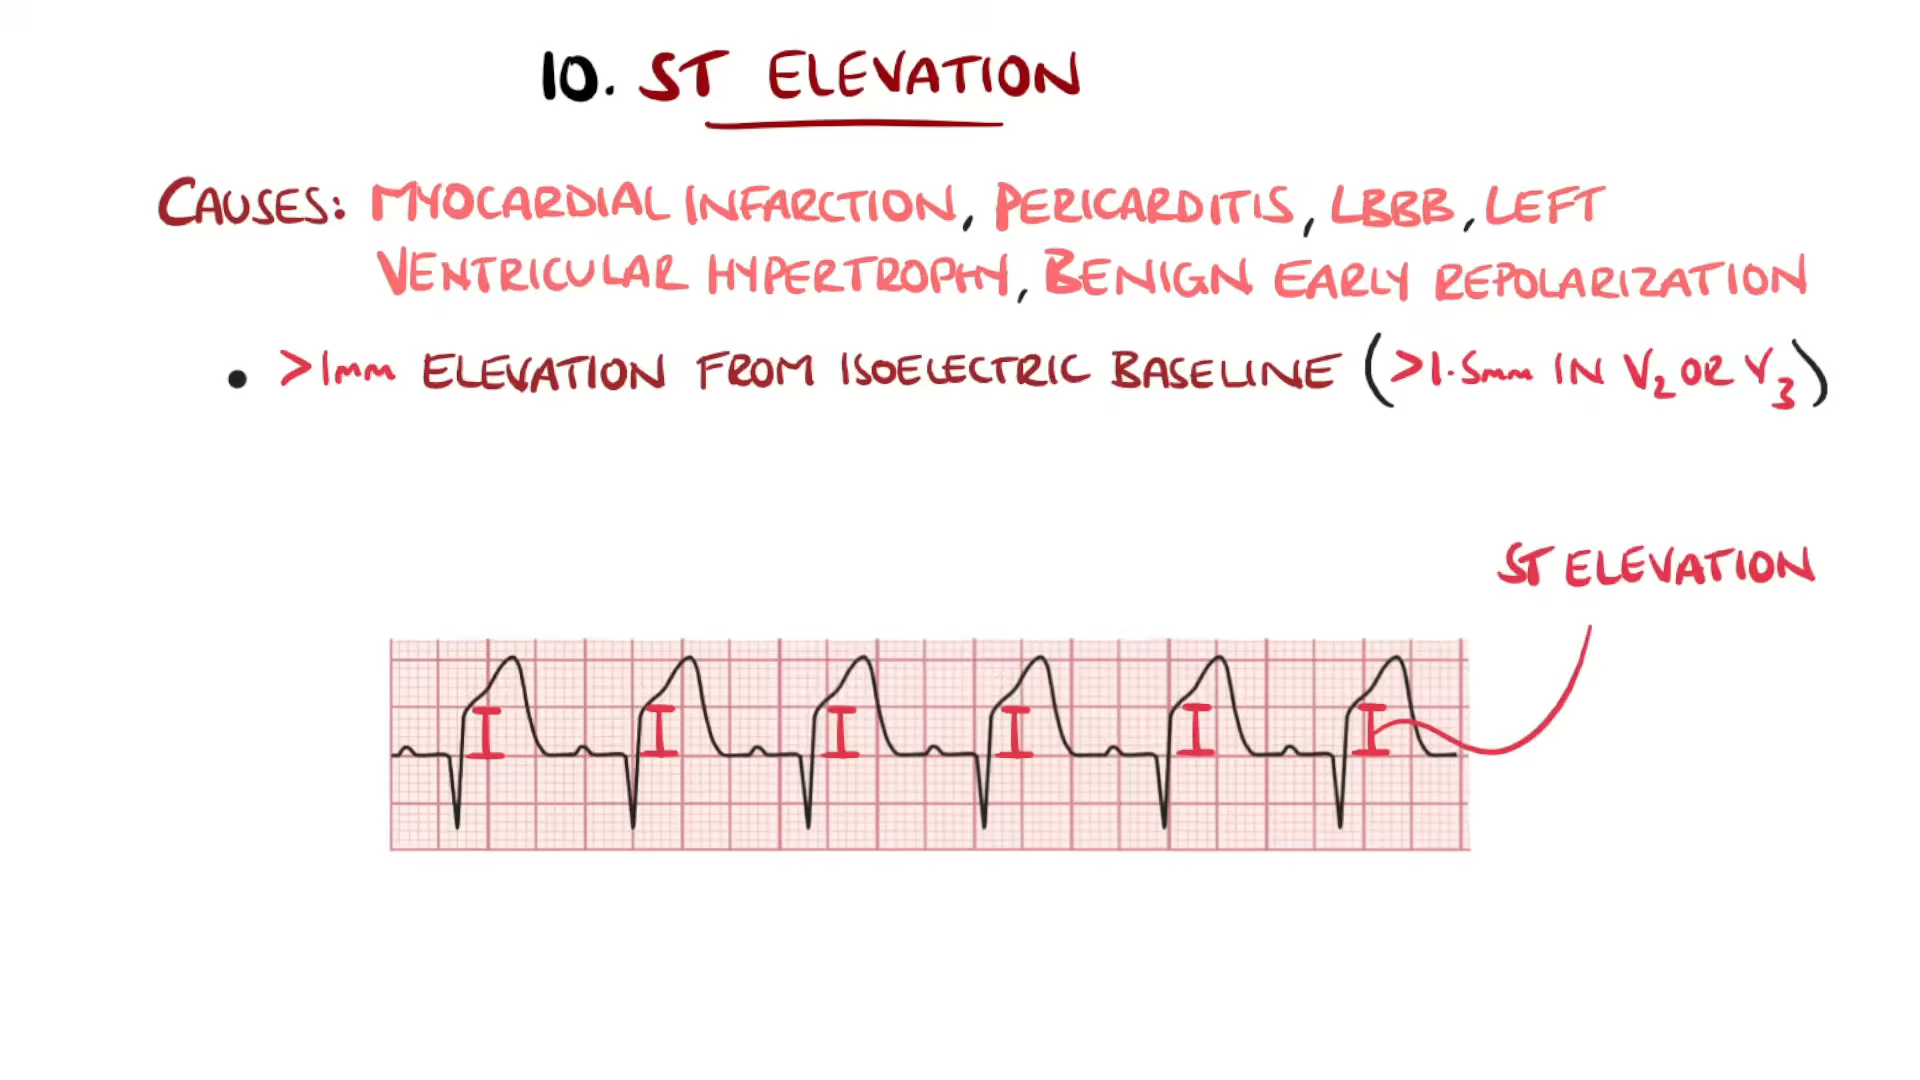 10. ST ELEVATION
CAUSES: MYOCARDIAL INFARCTION, PERICARDITIS, LBBB, LEFT
VENTRICULAR HYPERTROPHY, BENIGN EARLY REPOLARIZATION
• >1mm ELEVATION FROM ISOELECTRIC BASELINE (>1.5mm IN V2 OR V3)
ST ELEVATION